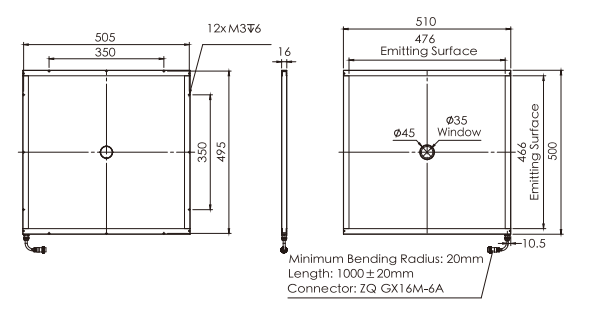 12xM3↧6
505
350
350
495
16
510
476
Emitting Surface
Ø45
Ø35
Window
466
Emitting Surface
500
10.5
Minimum Bending Radius: 20mm
Length: 1000±20mm
Connector: ZQ GX16M-6A